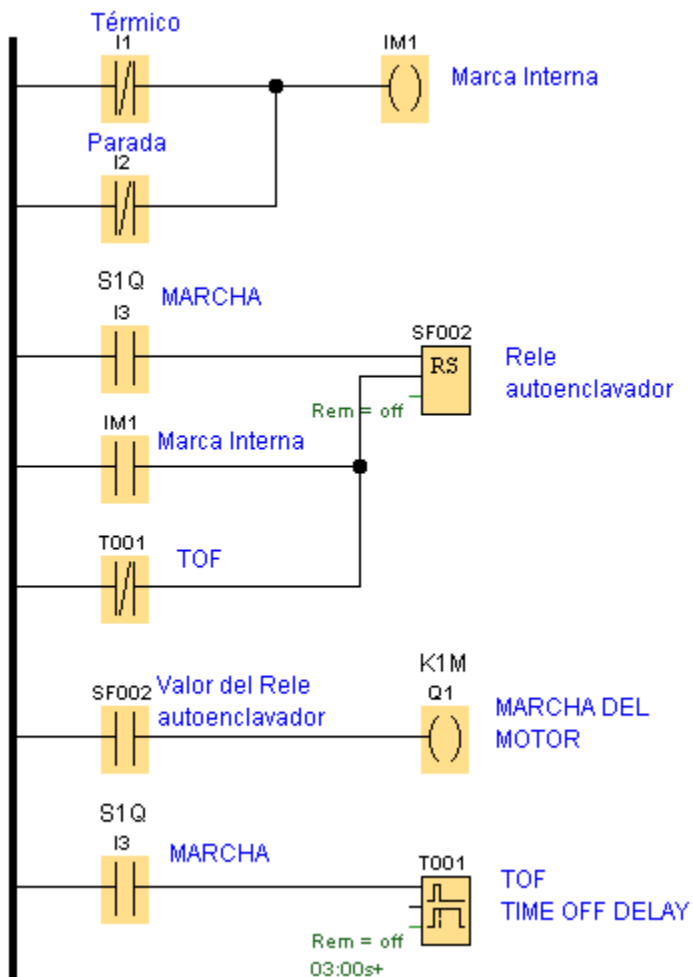 Térmico
I1
IM1
Marca Interna
Parada
I2
S1Q
MARCHA
I3
SF002
RS
Rele
autoenclavador
Rem = off
IM1
Marca Interna
T001
TOF
K1M
SF002
Valor del Rele
autoenclavador
Q1
MARCHA DEL
MOTOR
S1Q
I3
MARCHA
T001
TOF
TIME OFF DELAY
Rem = off
03:00s+